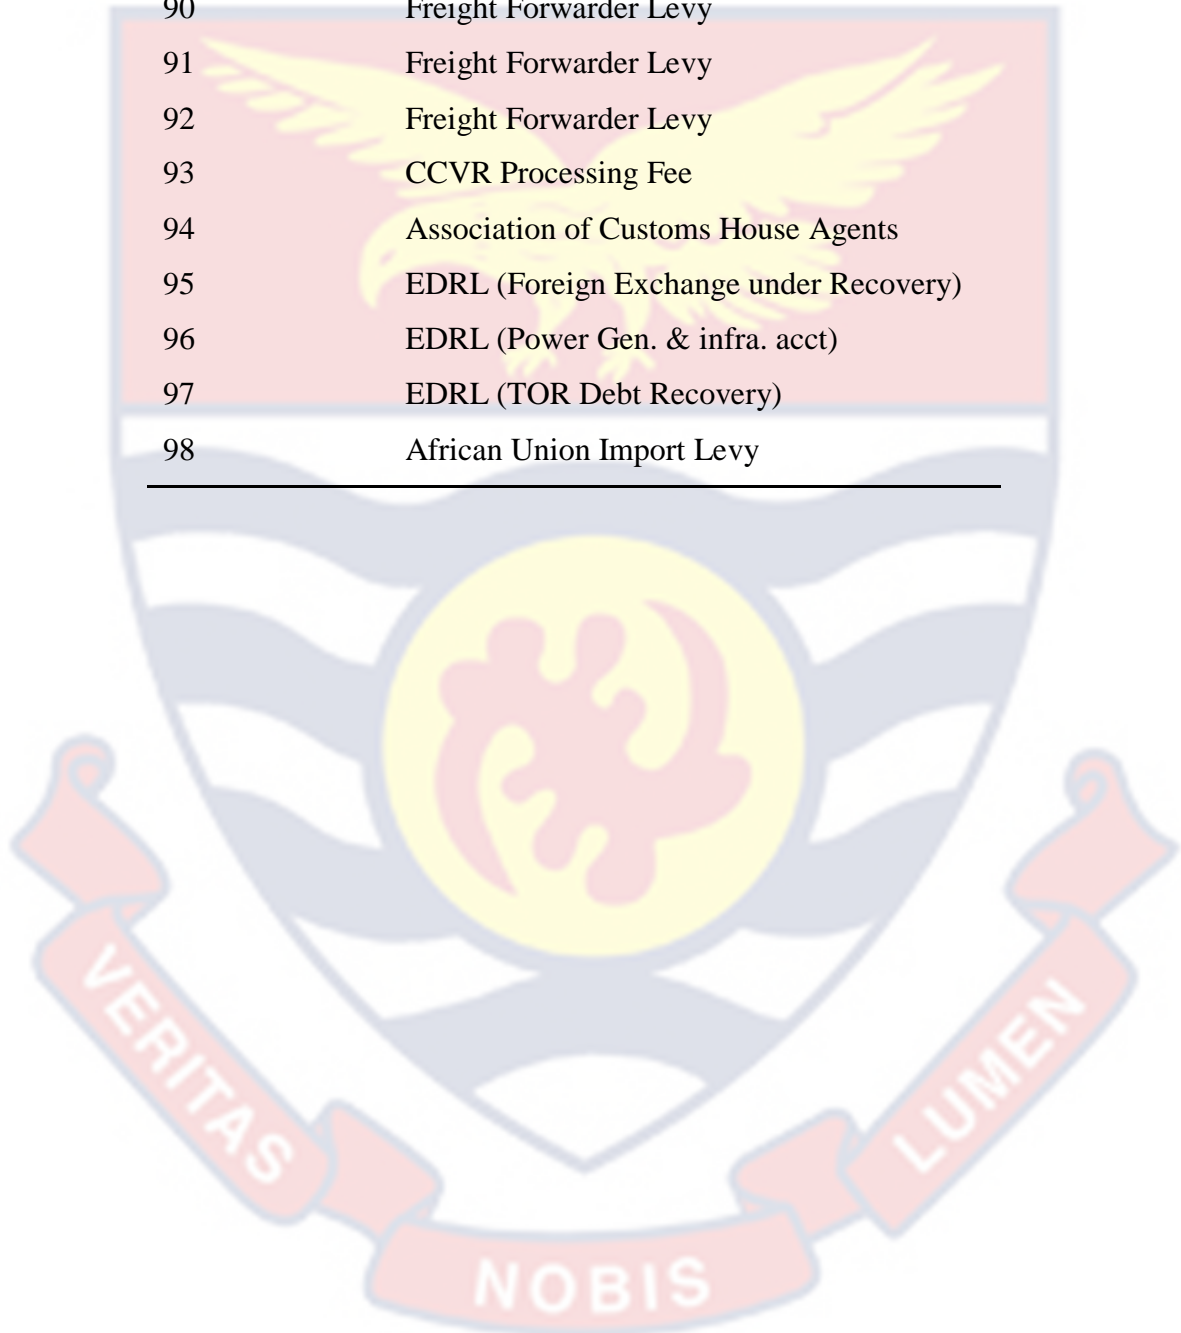 90 Freight Forwarder Levy
91 Freight Forwarder Levy
92 Freight Forwarder Levy
93 CCVR Processing Fee
94 Association of Customs House Agents
95 EDRL (Foreign Exchange under Recovery)
96 EDRL (Power Gen. & infra. acct)
97 EDRL (TOR Debt Recovery)
98 African Union Import Levy
VERITAS
NOBIS
LUMEN